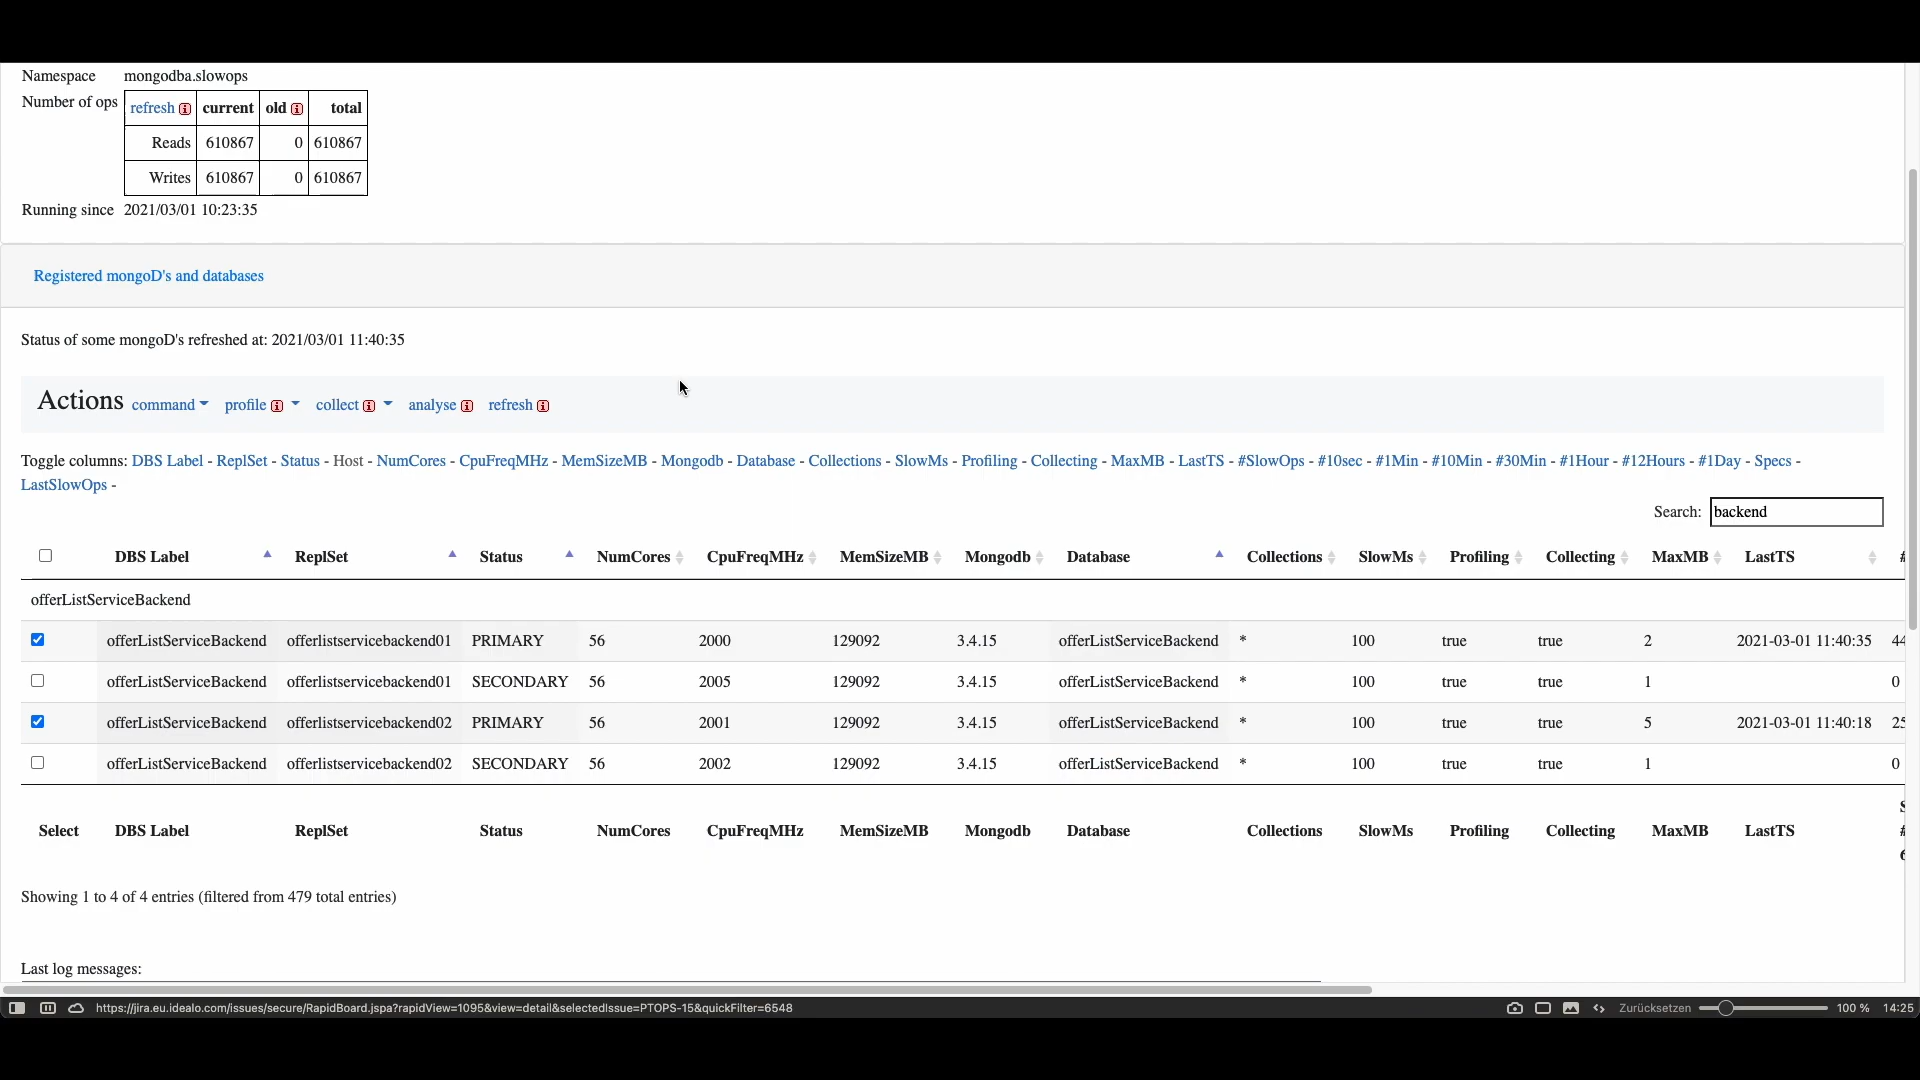 Namespace mongodba.slowops
Number of ops refresh i current old i total
Reads 610867 0 610867
Writes 610867 0 610867
Running since 2021/03/01 10:23:35
Registered mongoD's and databases
Status of some mongoD's refreshed at: 2021/03/01 11:40:35
Actions command profile i collect i analyse i refresh i
Toggle columns: DBS Label - ReplSet - Status - Host - NumCores - CpuFreqMHz - MemSizeMB - Mongodb - Database - Collections - SlowMs - Profiling - Collecting - MaxMB - LastTS - #SlowOps - #10sec - #1Min - #10Min - #30Min - #1Hour - #12Hours - #1Day - Specs -
LastSlowOps -
Search: backend
DBS Label ReplSet Status NumCores CpuFreqMHz MemSizeMB Mongodb Database Collections SlowMs Profiling Collecting MaxMB LastTS #
offerListServiceBackend
offerListServiceBackend offerlistservicebackend01 PRIMARY 56 2000 129092 3.4.15 offerListServiceBackend * 100 true true 2 2021-03-01 11:40:35 44
offerListServiceBackend offerlistservicebackend01 SECONDARY 56 2005 129092 3.4.15 offerListServiceBackend * 100 true true 1 0
offerListServiceBackend offerlistservicebackend02 PRIMARY 56 2001 129092 3.4.15 offerListServiceBackend * 100 true true 5 2021-03-01 11:40:18 25
offerListServiceBackend offerlistservicebackend02 SECONDARY 56 2002 129092 3.4.15 offerListServiceBackend * 100 true true 1 0
Select DBS Label ReplSet Status NumCores CpuFreqMHz MemSizeMB Mongodb Database Collections SlowMs Profiling Collecting MaxMB LastTS
Showing 1 to 4 of 4 entries (filtered from 479 total entries)
Last log messages:
https://jira.eu.idealo.com/issues/secure/RapidBoard.jspa?rapidView=1095&view=detail&selectedIssue=PTOPS-15&quickFilter=6548 Zurücksetzen 100 % 14:25